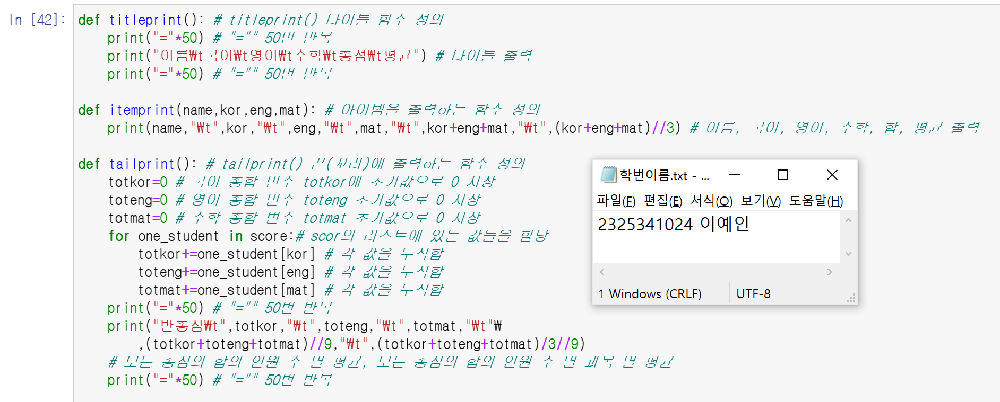 In [42]:
def titleprint(): # titleprint() 타이틀 함수 정의
    print("="*50) # "="" 50번 반복
    print("이름₩t국어₩t영어₩t수학₩t총점₩t평균") # 타이틀 출력
    print("="*50) # "="" 50번 반복
def itemprint(name,kor,eng,mat): # 아이템을 출력하는 함수 정의
    print(name,"₩t",kor,"₩t",eng,"₩t",mat,"₩t",kor+eng+mat,"₩t",(kor+eng+mat)//3) # 이름, 국어, 영어, 수학, 합, 평균 출력
def tailprint(): # tailprint() 끝(꼬리)에 출력하는 함수 정의
    totkor=0 # 국어 총합 변수 totkor에 초기값으로 0 저장
    toteng=0 # 영어 총합 변수 toteng 초기값으로 0 저장
    totmat=0 # 수학 총합 변수 totmat 초기값으로 0 저장
    for one_student in score:# scor의 리스트에 있는 값들을 할당
        totkor+=one_student[kor] # 각 값을 누적합
        toteng+=one_student[eng] # 각 값을 누적합
        totmat+=one_student[mat] # 각 값을 누적합
    print("="*50) # "="" 50번 반복
    print("반총점₩t",totkor,"₩t",toteng,"₩t",totmat,"₩t"₩
        ,(totkor+toteng+totmat)//9,"₩t",(totkor+toteng+totmat)/3//9)
    # 모든 총점의 합의 인원 수 별 평균, 모든 총점의 합의 인원 수 별 과목 별 평균
    print("="*50) # "="" 50번 반복
학번이름.txt - ...
파일(F) 편집(E) 서식(O) 보기(V) 도움말(H)
2325341024 이예인
1 Windows (CRLF) UTF-8